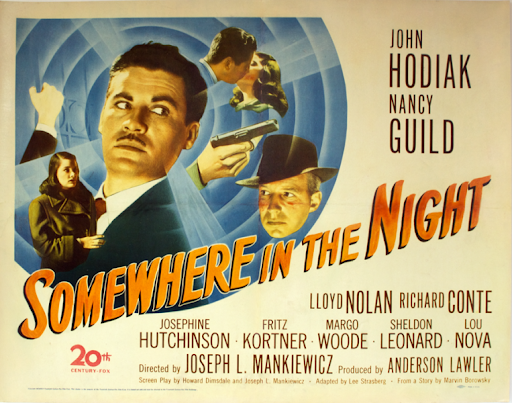 JOHN
HODIAK
NANCY
GUILD
SOMEWHERE IN THE NIGHT
LLOYD NOLAN RICHARD CONTE
JOSEPHINE HUTCHINSON · FRITZ KORTNER · MARGO WOODE · SHELDON LEONARD · LOU NOVA
20th
CENTURY-FOX
Directed by JOSEPH L. MANKIEWICZ Produced by ANDERSON LAWLER
Screen Play by Howard Dimsdale and Joseph L. Mankiewicz • Adapted by Lee Strasberg • From a Story by Marvin Borowsky